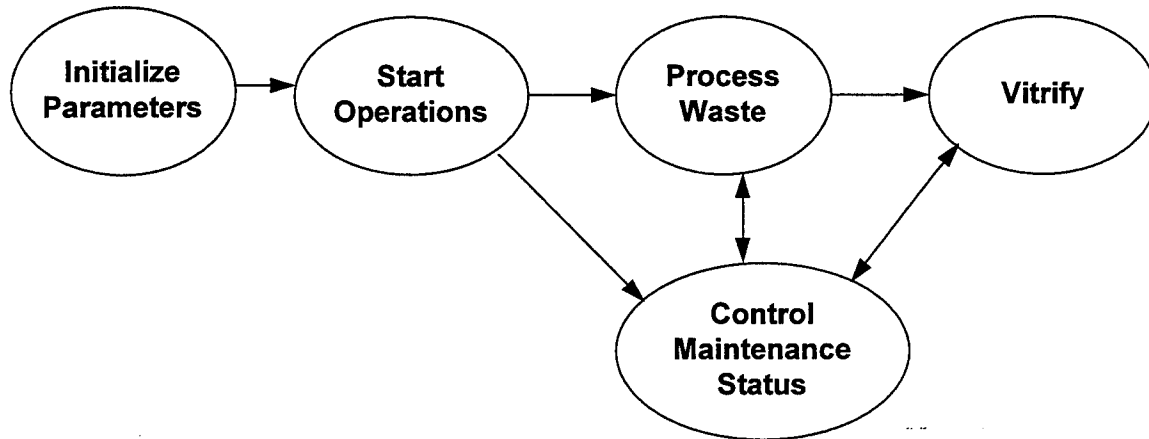 Initialize
Parameters
Start
Operations
Process
Waste
Vitrify
Control
Maintenance
Status